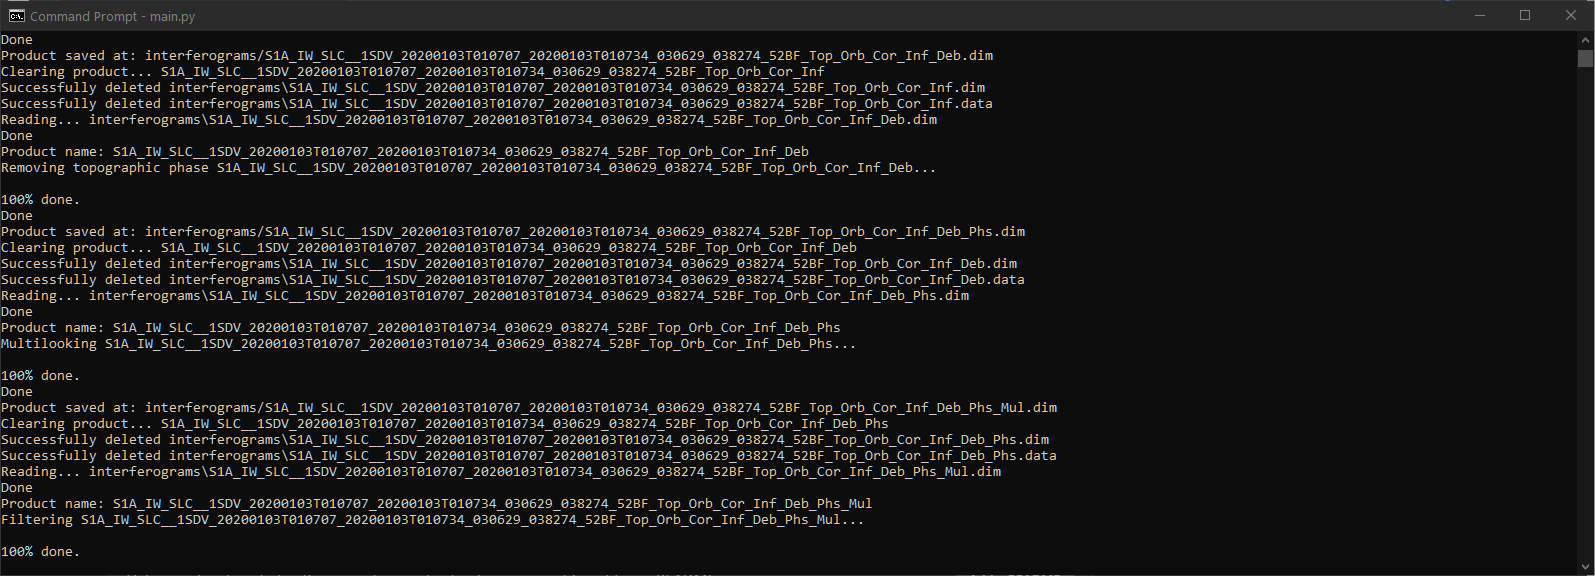 Command Prompt - main.py
Done
Product saved at: interferograms/S1A_IW_SLC__1SDV_20200103T010707_20200103T010734_030629_038274_52BF_Top_Orb_Cor_Inf_Deb.dim
Clearing product... S1A_IW_SLC__1SDV_20200103T010707_20200103T010734_030629_038274_52BF_Top_Orb_Cor_Inf
Successfully deleted interferograms\S1A_IW_SLC__1SDV_20200103T010707_20200103T010734_030629_038274_52BF_Top_Orb_Cor_Inf.dim
Successfully deleted interferograms\S1A_IW_SLC__1SDV_20200103T010707_20200103T010734_030629_038274_52BF_Top_Orb_Cor_Inf.data
Reading... interferograms\S1A_IW_SLC__1SDV_20200103T010707_20200103T010734_030629_038274_52BF_Top_Orb_Cor_Inf_Deb.dim
Done
Product name: S1A_IW_SLC__1SDV_20200103T010707_20200103T010734_030629_038274_52BF_Top_Orb_Cor_Inf_Deb
Removing topographic phase S1A_IW_SLC__1SDV_20200103T010707_20200103T010734_030629_038274_52BF_Top_Orb_Cor_Inf_Deb...
100% done.
Done
Product saved at: interferograms/S1A_IW_SLC__1SDV_20200103T010707_20200103T010734_030629_038274_52BF_Top_Orb_Cor_Inf_Deb_Phs.dim
Clearing product... S1A_IW_SLC__1SDV_20200103T010707_20200103T010734_030629_038274_52BF_Top_Orb_Cor_Inf_Deb
Successfully deleted interferograms\S1A_IW_SLC__1SDV_20200103T010707_20200103T010734_030629_038274_52BF_Top_Orb_Cor_Inf_Deb.dim
Successfully deleted interferograms\S1A_IW_SLC__1SDV_20200103T010707_20200103T010734_030629_038274_52BF_Top_Orb_Cor_Inf_Deb.data
Reading... interferograms\S1A_IW_SLC__1SDV_20200103T010707_20200103T010734_030629_038274_52BF_Top_Orb_Cor_Inf_Deb_Phs.dim
Done
Product name: S1A_IW_SLC__1SDV_20200103T010707_20200103T010734_030629_038274_52BF_Top_Orb_Cor_Inf_Deb_Phs
Multilooking S1A_IW_SLC__1SDV_20200103T010707_20200103T010734_030629_038274_52BF_Top_Orb_Cor_Inf_Deb_Phs...
100% done.
Done
Product saved at: interferograms/S1A_IW_SLC__1SDV_20200103T010707_20200103T010734_030629_038274_52BF_Top_Orb_Cor_Inf_Deb_Phs_Mul.dim
Clearing product... S1A_IW_SLC__1SDV_20200103T010707_20200103T010734_030629_038274_52BF_Top_Orb_Cor_Inf_Deb_Phs
Successfully deleted interferograms\S1A_IW_SLC__1SDV_20200103T010707_20200103T010734_030629_038274_52BF_Top_Orb_Cor_Inf_Deb_Phs.dim
Successfully deleted interferograms\S1A_IW_SLC__1SDV_20200103T010707_20200103T010734_030629_038274_52BF_Top_Orb_Cor_Inf_Deb_Phs.data
Reading... interferograms\S1A_IW_SLC__1SDV_20200103T010707_20200103T010734_030629_038274_52BF_Top_Orb_Cor_Inf_Deb_Phs_Mul.dim
Done
Product name: S1A_IW_SLC__1SDV_20200103T010707_20200103T010734_030629_038274_52BF_Top_Orb_Cor_Inf_Deb_Phs_Mul
Filtering S1A_IW_SLC__1SDV_20200103T010707_20200103T010734_030629_038274_52BF_Top_Orb_Cor_Inf_Deb_Phs_Mul...
100% done.